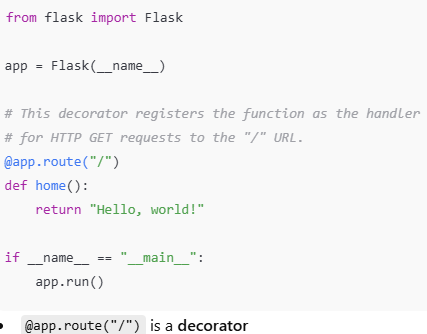 from flask import Flask
app = Flask(__name__)
# This decorator registers the function as the handler
# for HTTP GET requests to the "/" URL.
@app.route("/")
def home():
    return "Hello, world!"
if __name__ == "__main__":
    app.run()
• @app.route("/") is a decorator